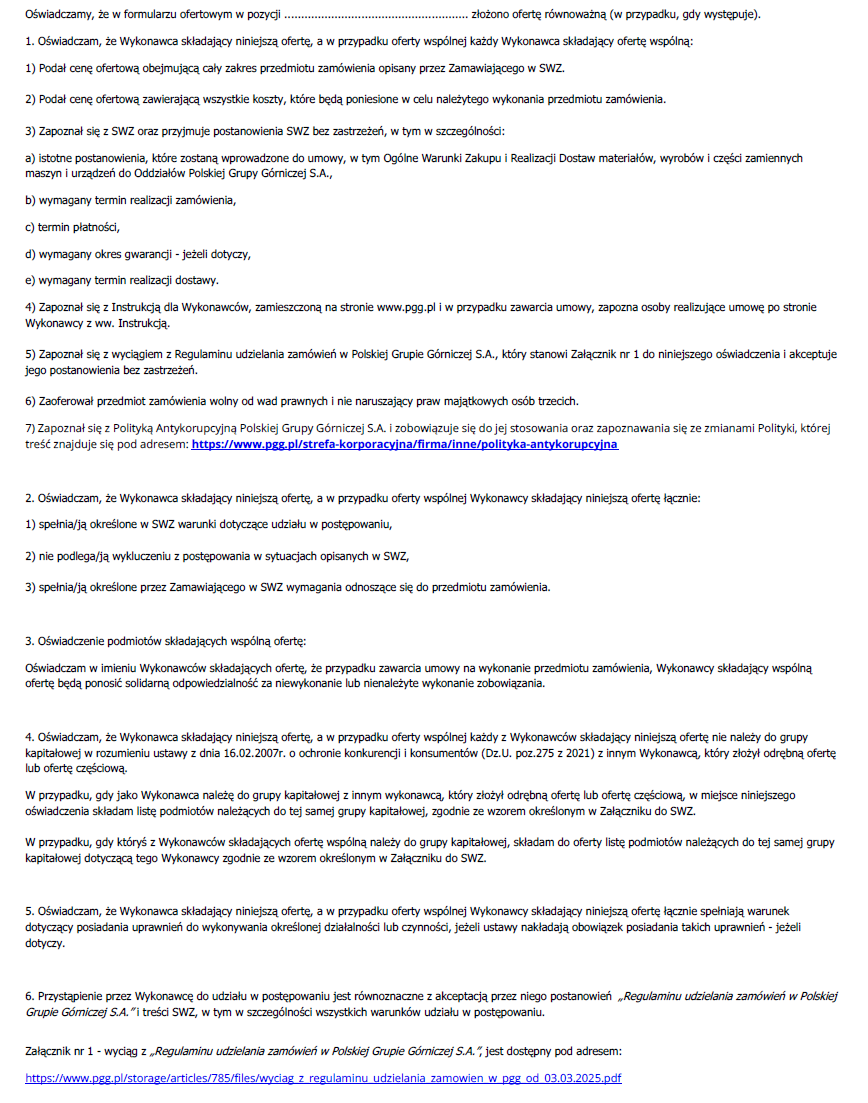 Oświadczamy, że w formularzu ofertowym w pozycji ....................................................... złożono ofertę równoważną (w przypadku, gdy występuje).
1. Oświadczam, że Wykonawca składający niniejszą ofertę, a w przypadku oferty wspólnej każdy Wykonawca składający ofertę wspólną:
1) Podał cenę ofertową obejmującą cały zakres przedmiotu zamówienia opisany przez Zamawiającego w SWZ.
2) Podał cenę ofertową zawierającą wszystkie koszty, które będą poniesione w celu należytego wykonania przedmiotu zamówienia.
3) Zapoznał się z SWZ oraz przyjmuje postanowienia SWZ bez zastrzeżeń, w tym w szczególności:
a) istotne postanowienia, które zostaną wprowadzone do umowy, w tym Ogólne Warunki Zakupu i Realizacji Dostaw materiałów, wyrobów i części zamiennych
maszyn i urządzeń do Oddziałów Polskiej Grupy Górniczej S.A.,
b) wymagany termin realizacji zamówienia,
c) termin płatności,
d) wymagany okres gwarancji - jeżeli dotyczy,
e) wymagany termin realizacji dostawy.
4) Zapoznał się z Instrukcją dla Wykonawców, zamieszczoną na stronie www.pgg.pl i w przypadku zawarcia umowy, zapozna osoby realizujące umowę po stronie
Wykonawcy z ww. Instrukcją.
5) Zapoznał się z wyciągiem z Regulaminu udzielania zamówień w Polskiej Grupie Górniczej S.A., który stanowi Załącznik nr 1 do niniejszego oświadczenia i akceptuje
jego postanowienia bez zastrzeżeń.
6) Zaoferował przedmiot zamówienia wolny od wad prawnych i nie naruszający praw majątkowych osób trzecich.
7) Zapoznał się z Polityką Antykorupcyjną Polskiej Grupy Górniczej S.A. i zobowiązuje się do jej stosowania oraz zapoznawania się ze zmianami Polityki, której
treść znajduje się pod adresem: https://www.pgg.pl/strefa-korporacyjna/firma/inne/polityka-antykorupcyjna
2. Oświadczam, że Wykonawca składający niniejszą ofertę, a w przypadku oferty wspólnej Wykonawcy składający niniejszą ofertę łącznie:
1) spełnia/ją określone w SWZ warunki dotyczące udziału w postępowaniu,
2) nie podlega/ją wykluczeniu z postępowania w sytuacjach opisanych w SWZ,
3) spełnia/ją określone przez Zamawiającego w SWZ wymagania odnoszące się do przedmiotu zamówienia.
3. Oświadczenie podmiotów składających wspólną ofertę:
Oświadczam w imieniu Wykonawców składających ofertę, że przypadku zawarcia umowy na wykonanie przedmiotu zamówienia, Wykonawcy składający wspólną
ofertę będą ponosić solidarną odpowiedzialność za niewykonanie lub nienależyte wykonanie zobowiązania.
4. Oświadczam, że Wykonawca składający niniejszą ofertę, a w przypadku oferty wspólnej każdy z Wykonawców składający niniejszą ofertę nie należy do grupy
kapitałowej w rozumieniu ustawy z dnia 16.02.2007r. o ochronie konkurencji i konsumentów (Dz.U. poz.275 z 2021) z innym Wykonawcą, który złożył odrębną ofertę
lub ofertę częściową.
W przypadku, gdy jako Wykonawca należę do grupy kapitałowej z innym wykonawcą, który złożył odrębną ofertę lub ofertę częściową, w miejsce niniejszego
oświadczenia składam listę podmiotów należących do tej samej grupy kapitałowej, zgodnie ze wzorem określonym w Załączniku do SWZ.
W przypadku, gdy któryś z Wykonawców składających ofertę wspólną należy do grupy kapitałowej, składam do oferty listę podmiotów należących do tej samej grupy
kapitałowej dotyczącą tego Wykonawcy zgodnie ze wzorem określonym w Załączniku do SWZ.
5. Oświadczam, że Wykonawca składający niniejszą ofertę, a w przypadku oferty wspólnej Wykonawcy składający niniejszą ofertę łącznie spełniają warunek
dotyczący posiadania uprawnień do wykonywania określonej działalności lub czynności, jeżeli ustawy nakładają obowiązek posiadania takich uprawnień - jeżeli
dotyczy.
6. Przystąpienie przez Wykonawcę do udziału w postępowaniu jest równoznaczne z akceptacją przez niego postanowień „Regulaminu udzielania zamówień w Polskiej
Grupie Górniczej S.A.” i treści SWZ, w tym w szczególności wszystkich warunków udziału w postępowaniu.
Załącznik nr 1 - wyciąg z „Regulaminu udzielania zamówień w Polskiej Grupie Górniczej S.A.”, jest dostępny pod adresem:
https://www.pgg.pl/storage/articles/785/files/wyciag_z_regulaminu_udzielania_zamowien_w_pgg_od_03.03.2025.pdf